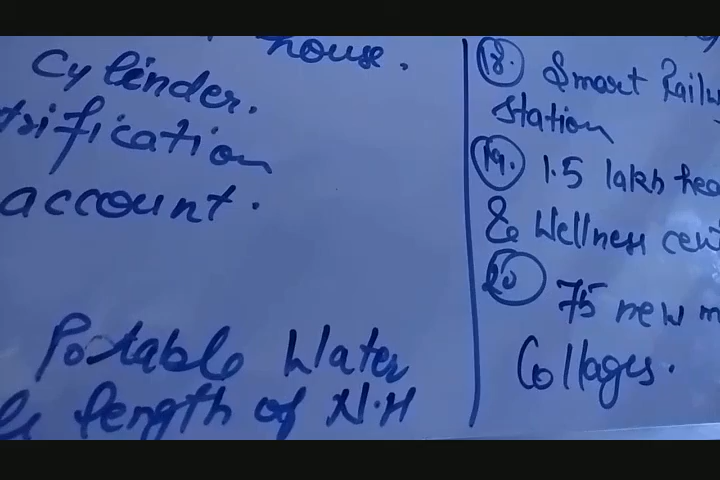 house.
Cylinder.
trification
account.
Portable Water
& length of N.H
18. Smart Railw
station
19. 1.5 lakh hea
& Wellness cent
20 75 new m
Collages.